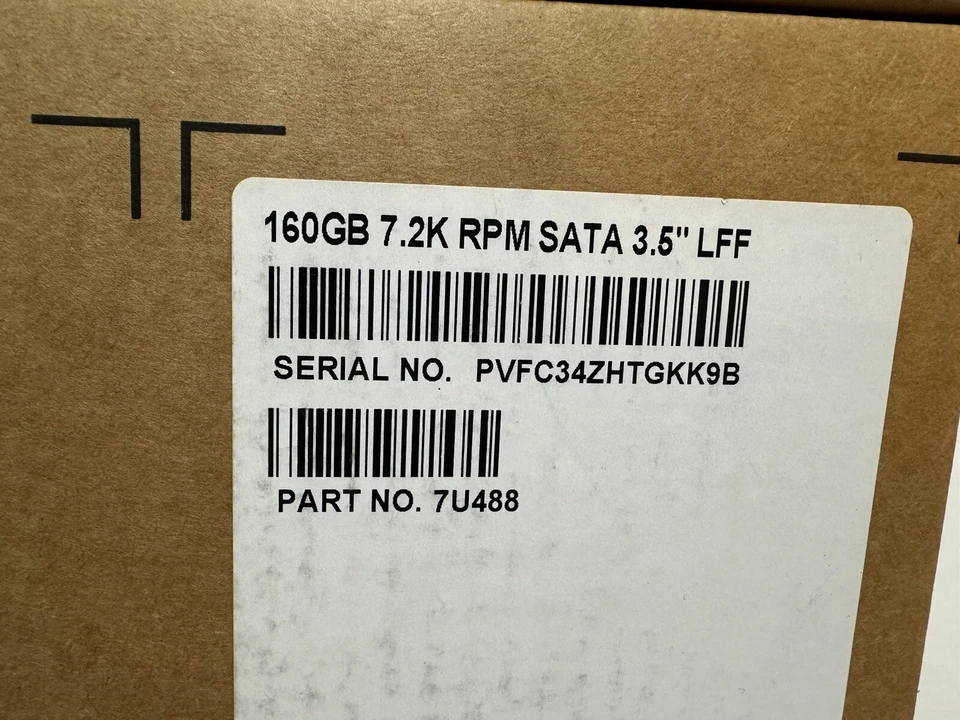 160GB 7.2K RPM SATA 3.5" LFF
SERIAL NO. PVFC34ZHTGKK9B
PART NO. 7U488